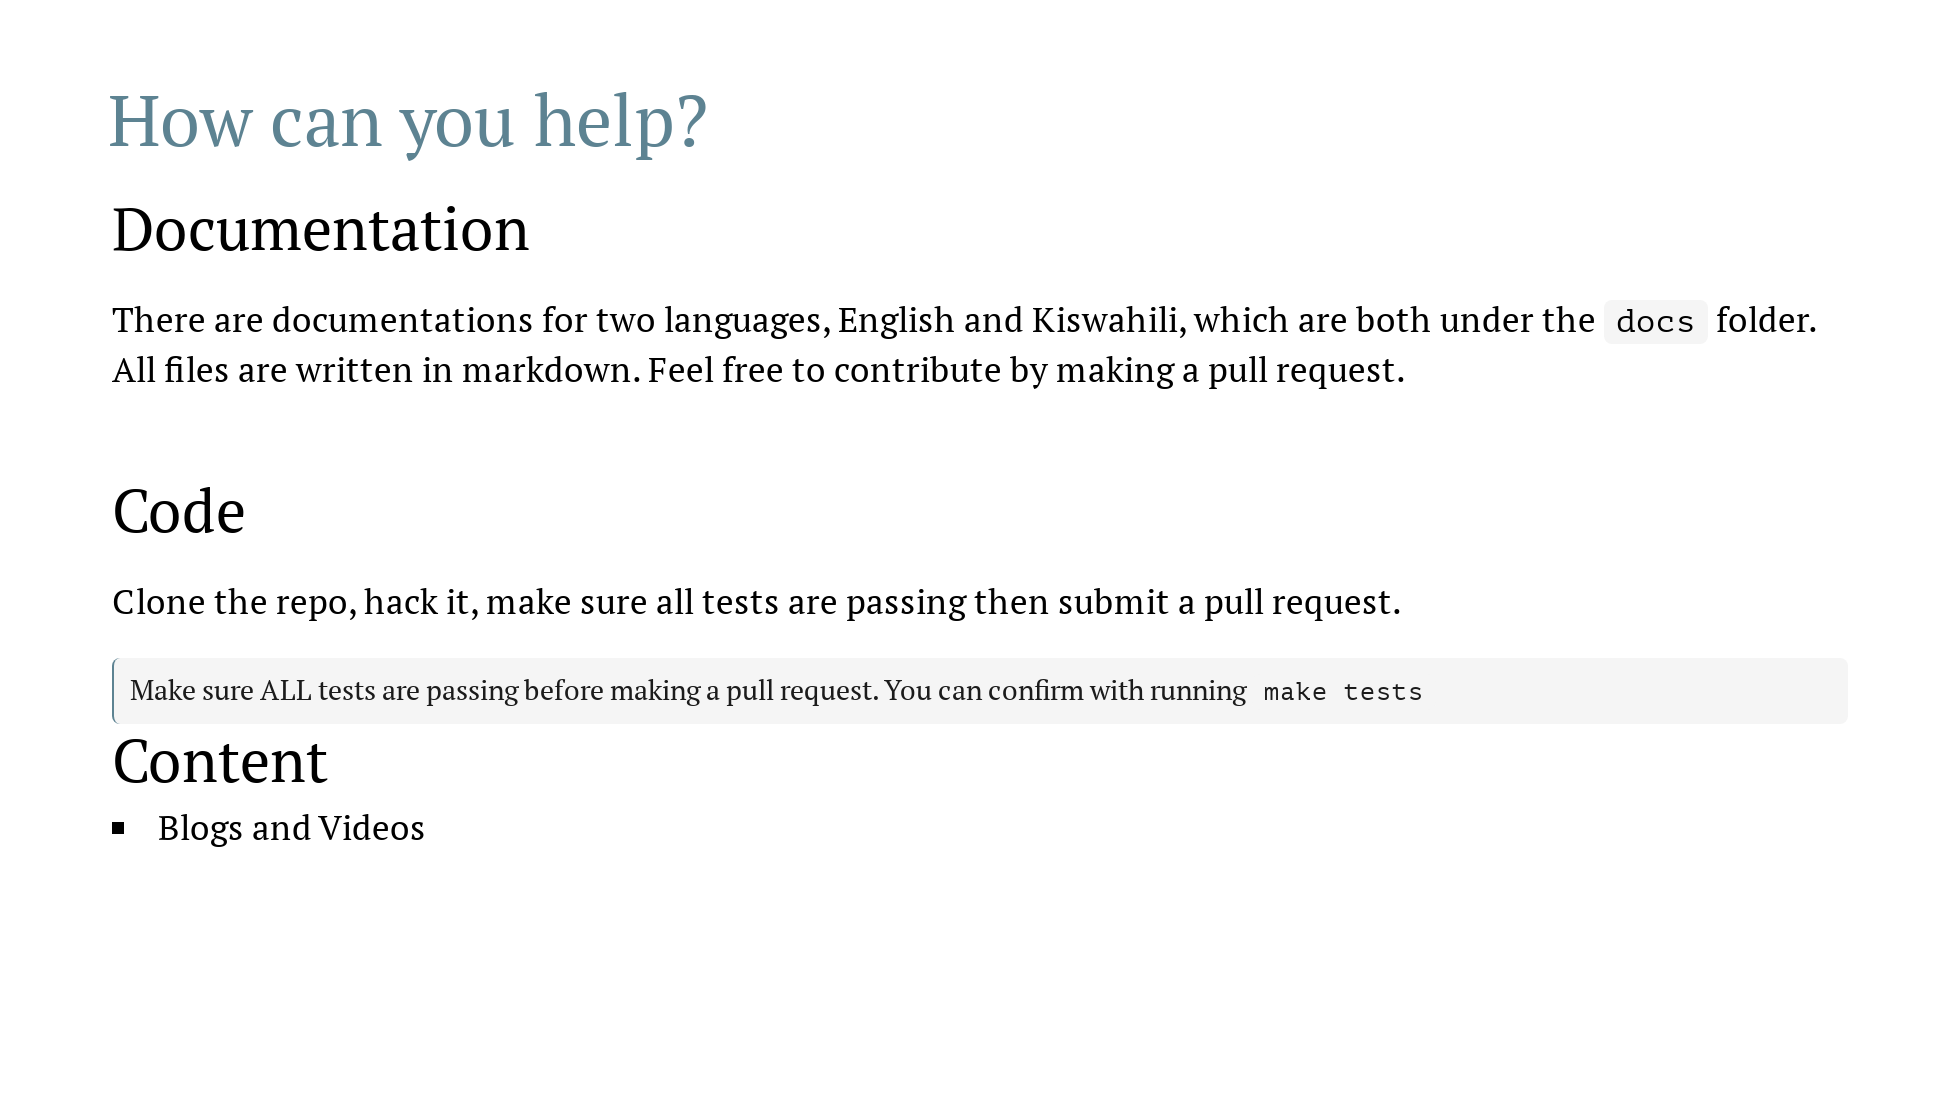 How can you help?
Documentation
There are documentations for two languages, English and Kiswahili, which are both under the docs folder.
All files are written in markdown. Feel free to contribute by making a pull request.
Code
Clone the repo, hack it, make sure all tests are passing then submit a pull request.
Make sure ALL tests are passing before making a pull request. You can confirm with running make tests
Content
▪ Blogs and Videos